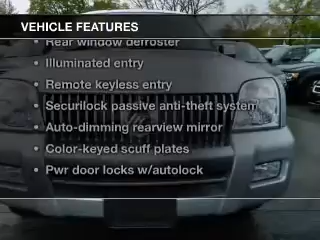 VEHICLE FEATURES
• Rear window defroster
• Illuminated entry
• Remote keyless entry
• Securilock passive anti-theft system
• Auto-dimming rearview mirror
• Color-keyed scuff plates
• Pwr door locks w/autolock